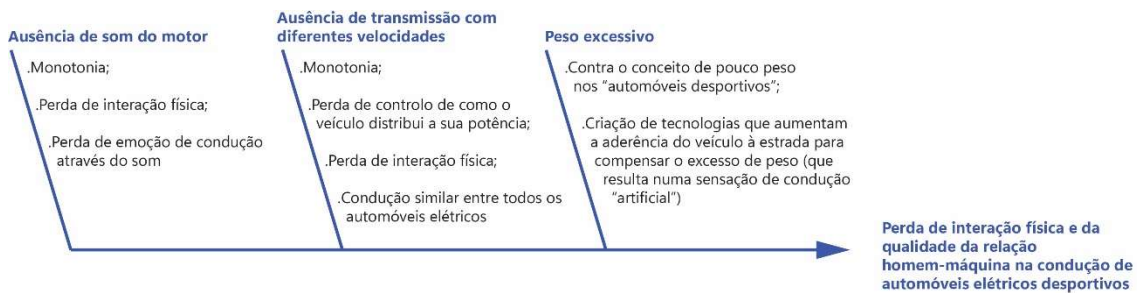 Ausência de som do motor
.Monotonia;
.Perda de interação física;
.Perda de emoção de condução
através do som
Ausência de transmissão com
diferentes velocidades
.Monotonia;
.Perda de controlo de como o
veículo distribui a sua potência;
.Perda de interação física;
.Condução similar entre todos os
automóveis elétricos
Peso excessivo
.Contra o conceito de pouco peso
nos “automóveis desportivos”;
.Criação de tecnologias que aumentam
a aderência do veículo à estrada para
compensar o excesso de peso (que
resulta numa sensação de condução
“artificial”)
Perda de interação física e da
qualidade da relação
homem-máquina na condução de
automóveis elétricos desportivos